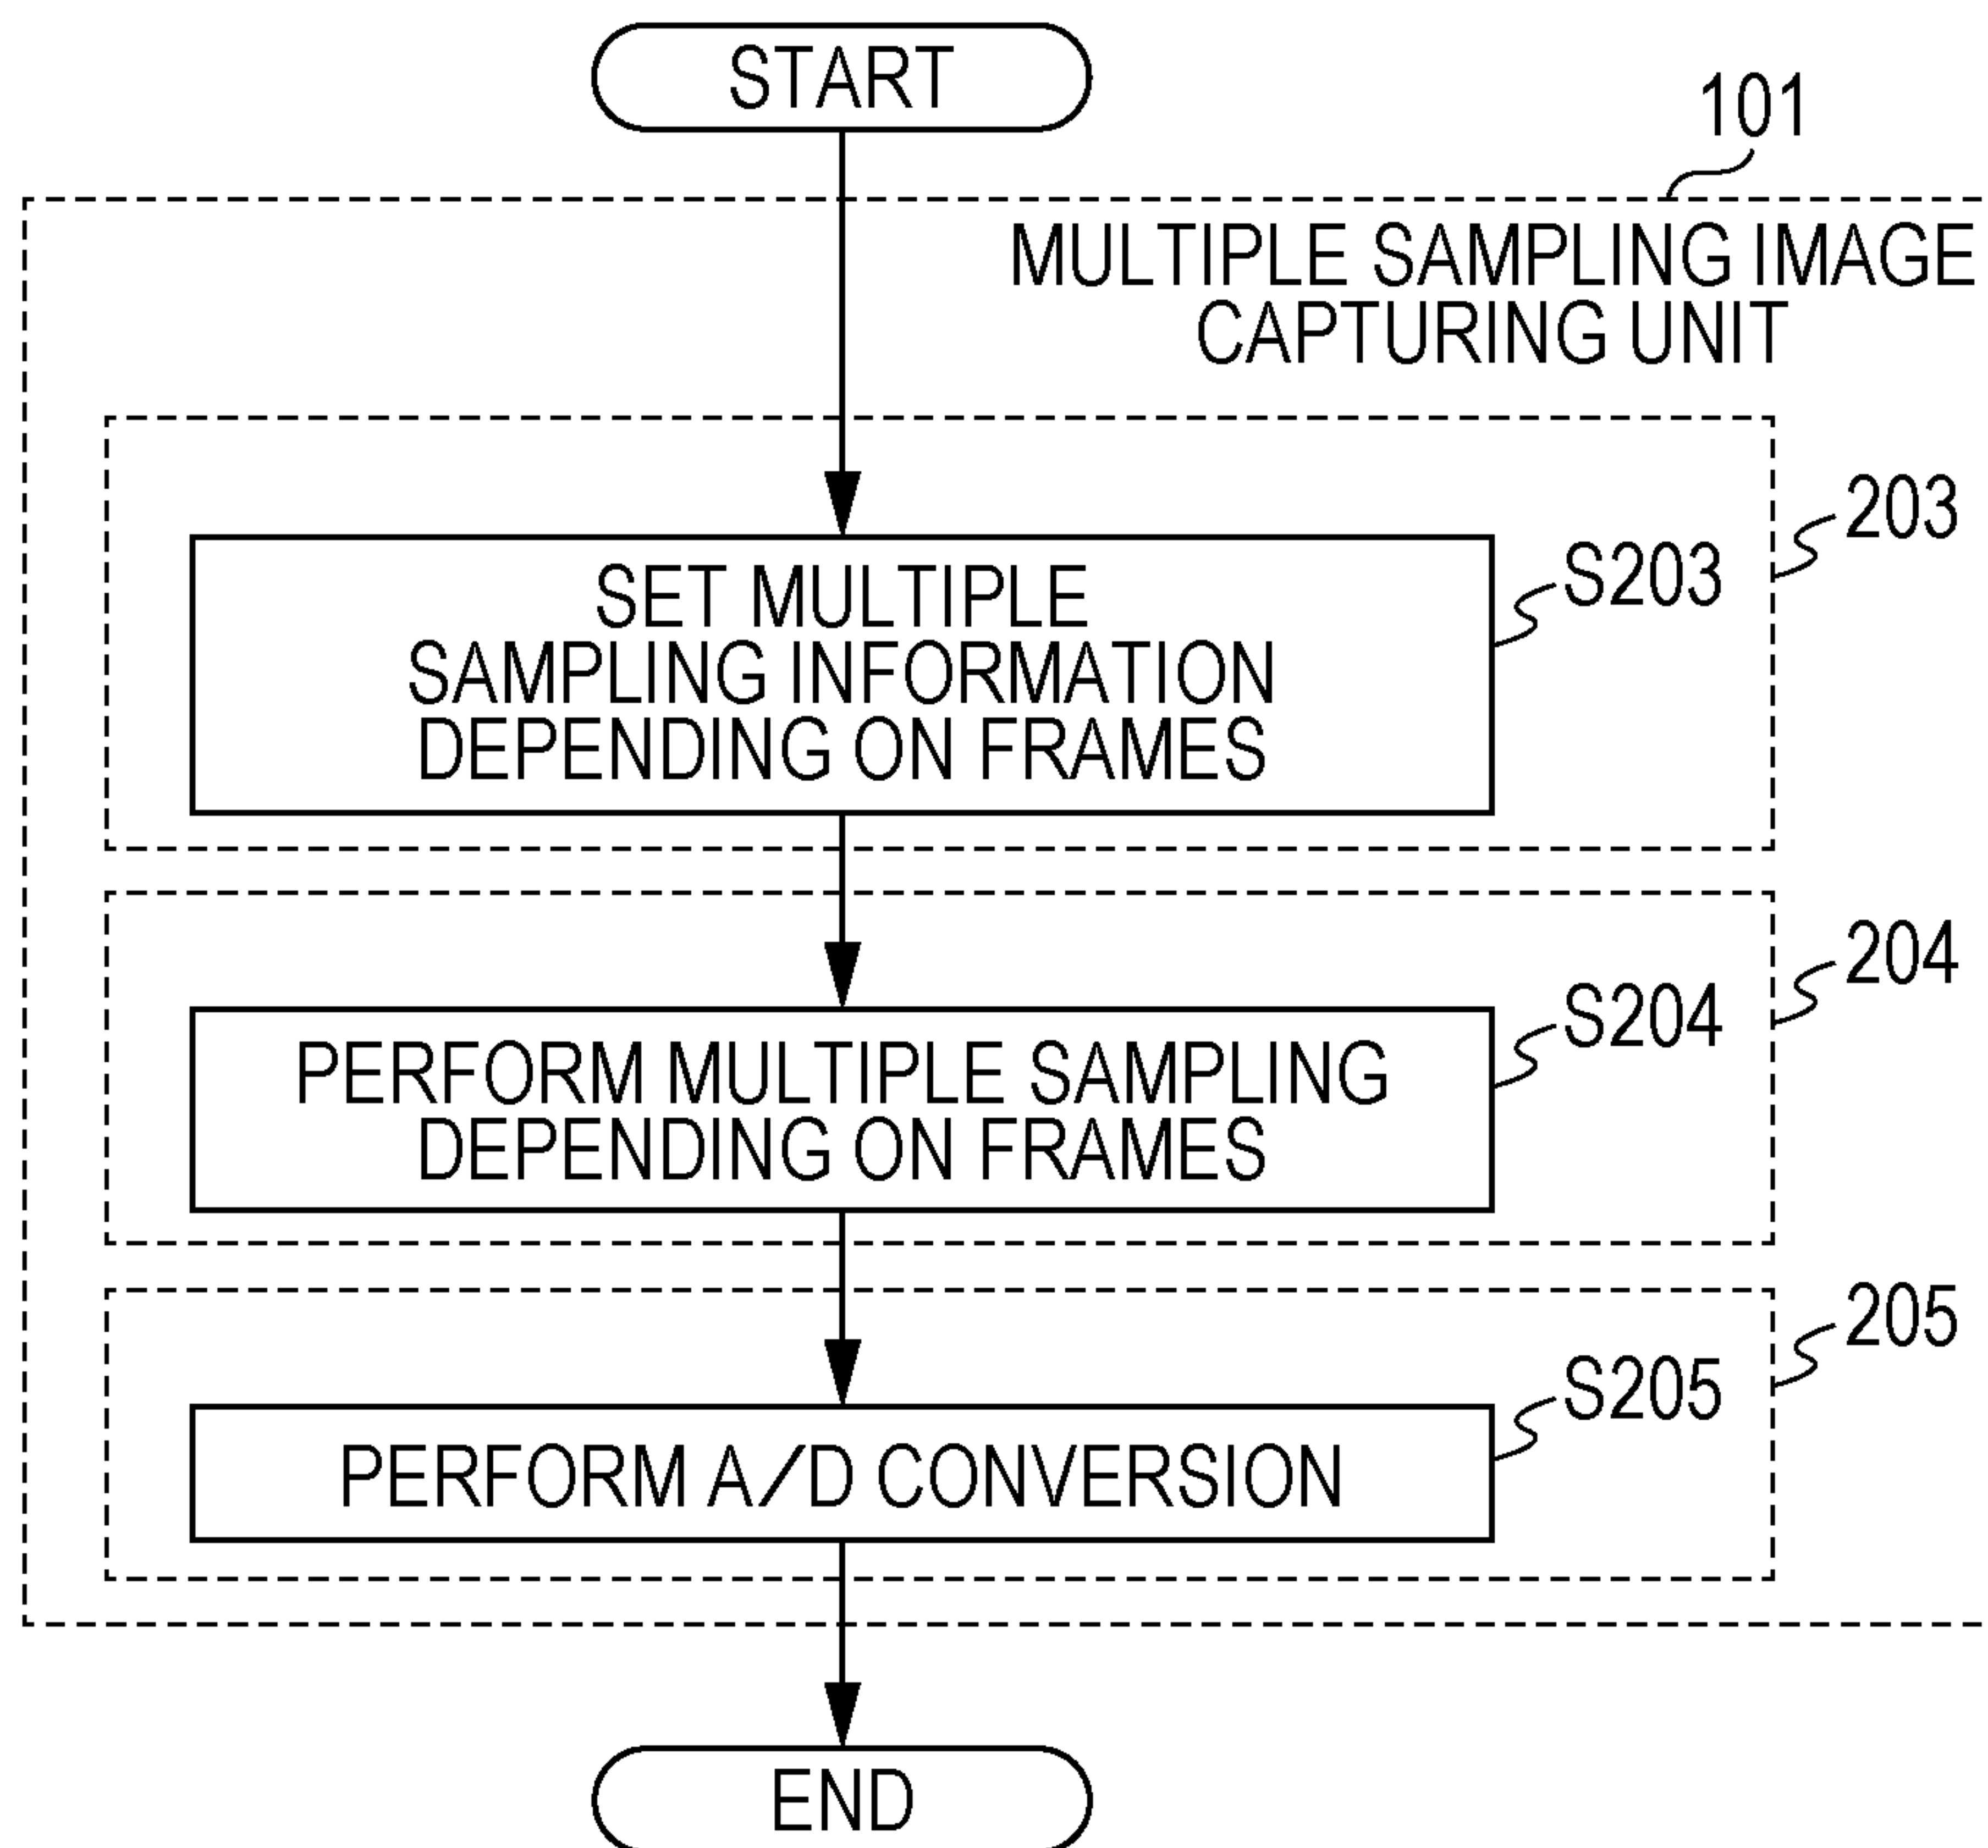 START
101
MULTIPLE SAMPLING IMAGE
CAPTURING UNIT
203
S203
SET MULTIPLE
SAMPLING INFORMATION
DEPENDING ON FRAMES
204
S204
PERFORM MULTIPLE SAMPLING
DEPENDING ON FRAMES
205
S205
PERFORM A/D CONVERSION
END